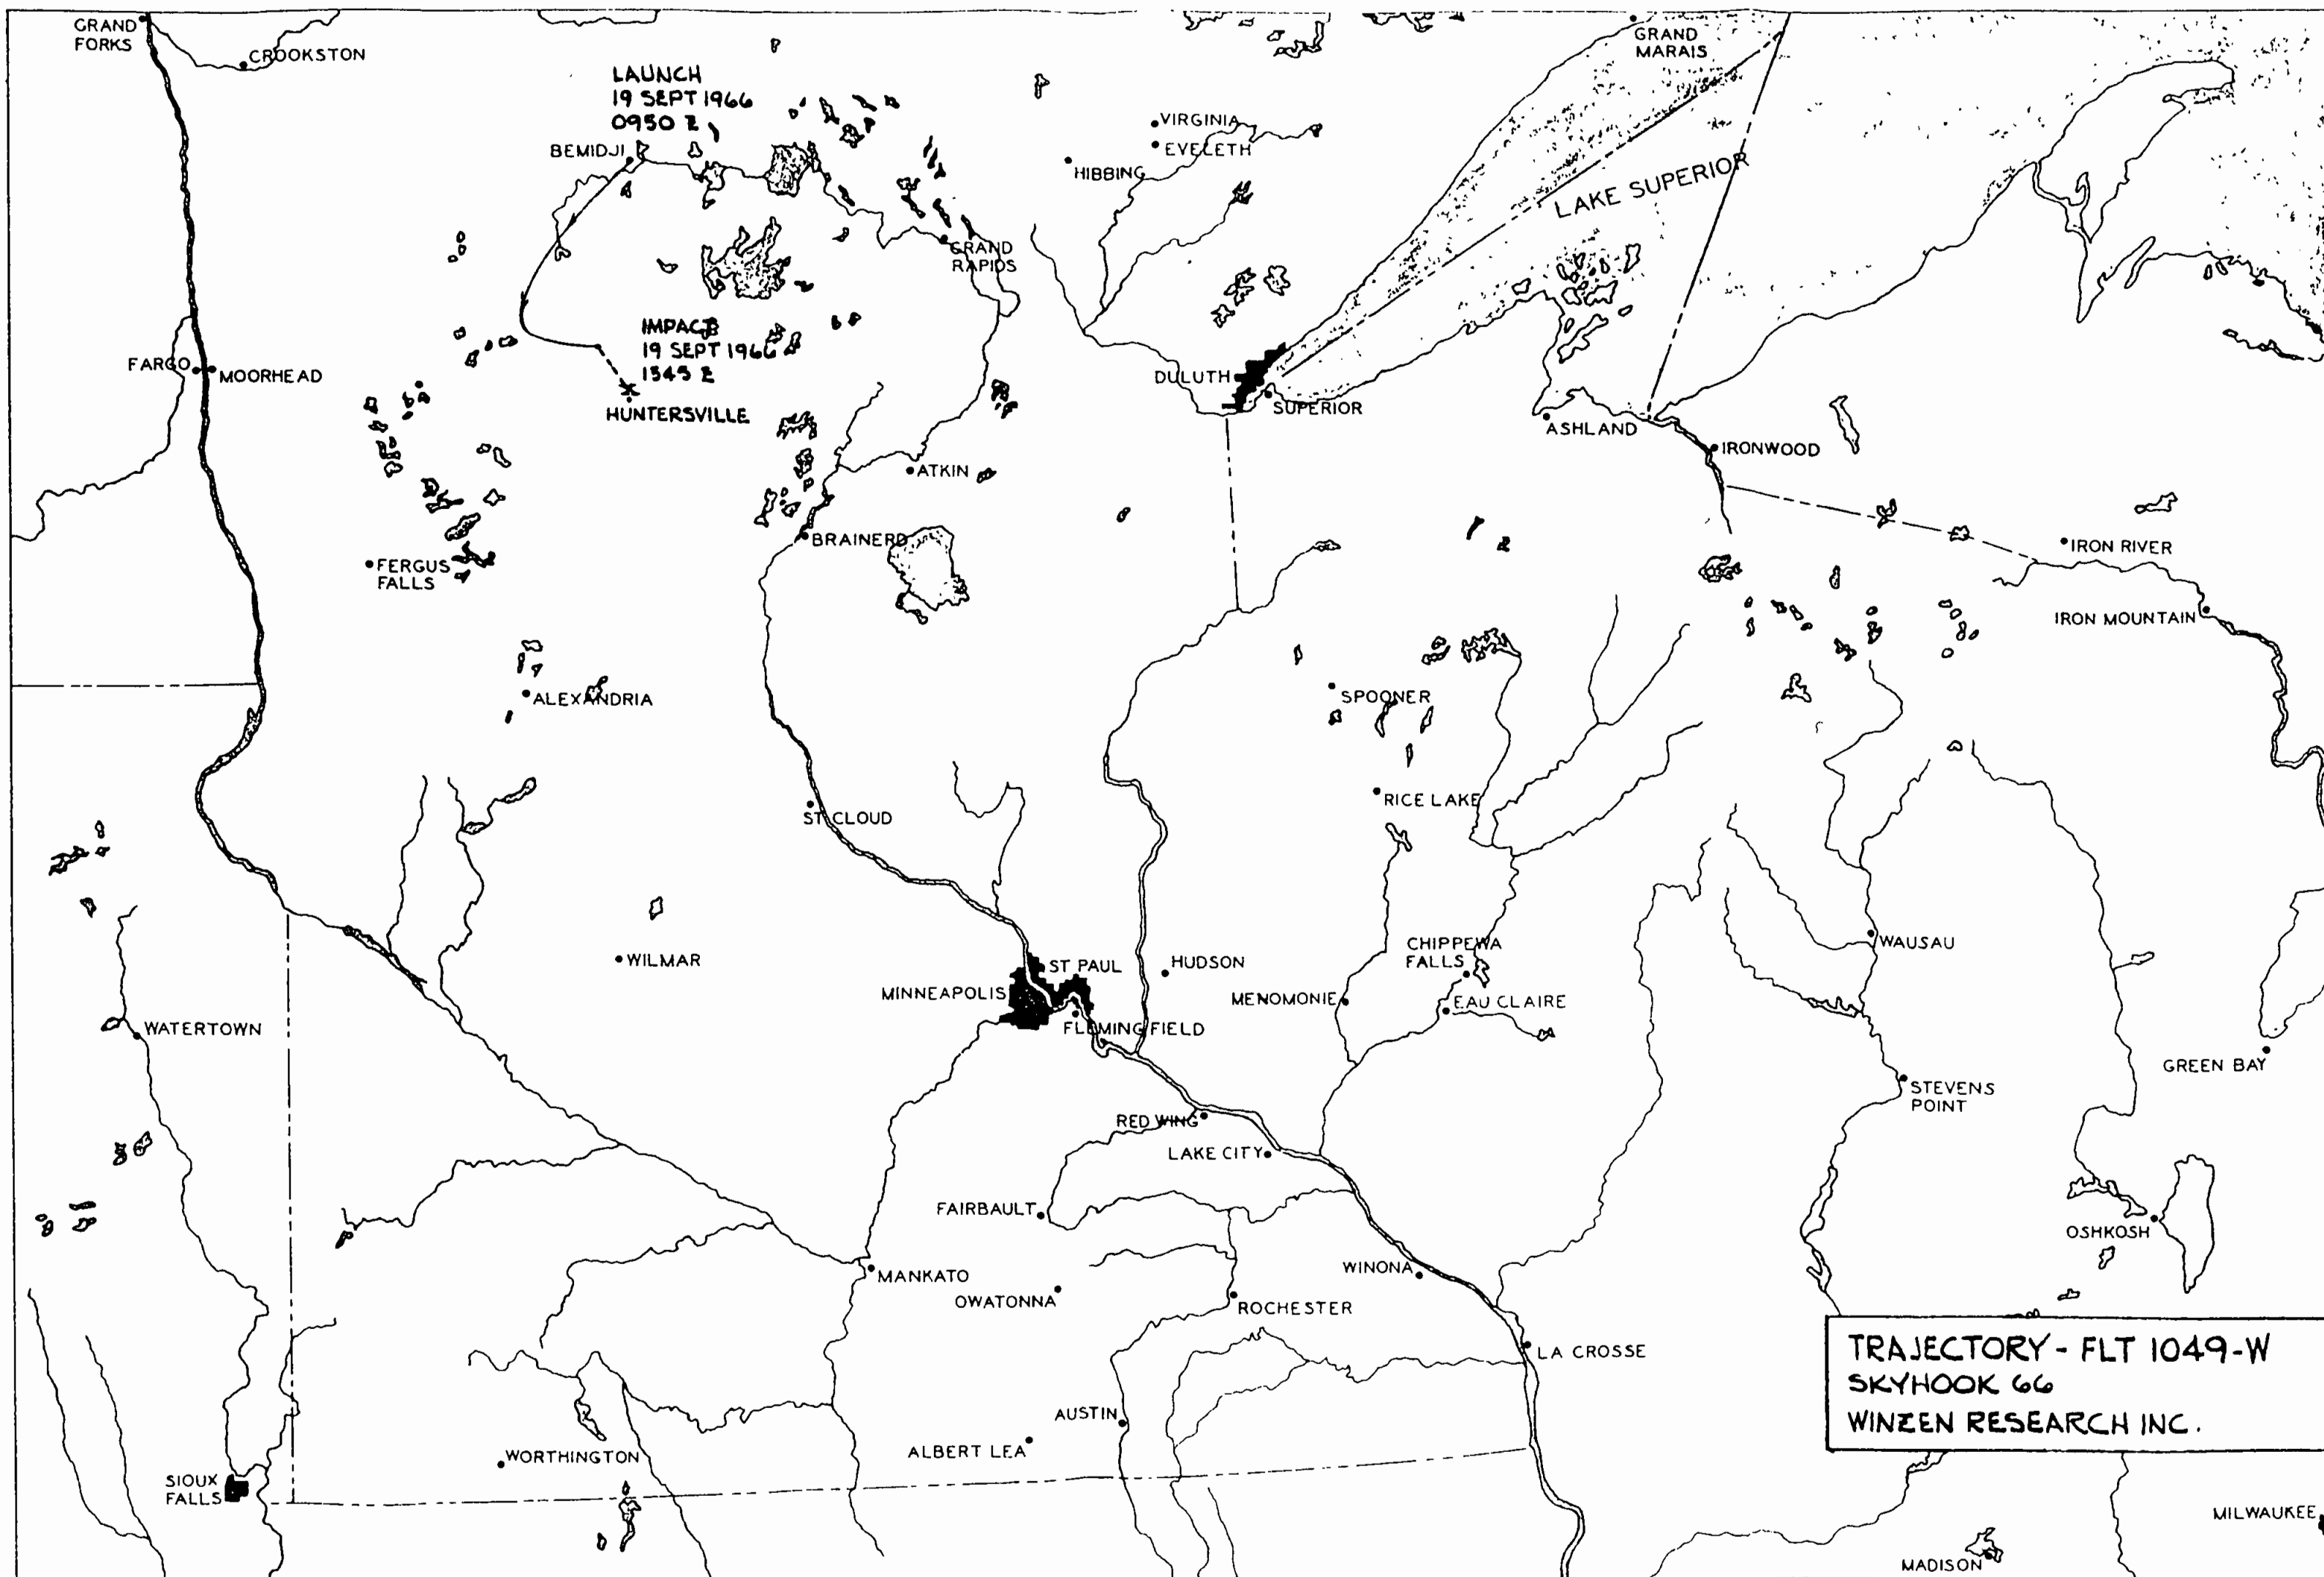 GRAND
FORKS
CROOKSTON
LAUNCH
19 SEPT 1966
0950 Z
BEMIDJI
GRAND
MARAIS
VIRGINIA
EVELETH
HIBBING
LAKE SUPERIOR
GRAND
RAPIDS
IMPACT
19 SEPT 1966
1345 Z
HUNTERSVILLE
FARGO
MOORHEAD
DULUTH
SUPERIOR
ASHLAND
IRONWOOD
ATKIN
BRAINERD
IRON RIVER
FERGUS
FALLS
IRON MOUNTAIN
ALEXANDRIA
SPOONER
RICE LAKE
ST CLOUD
WILMAR
ST PAUL
HUDSON
CHIPPEWA
FALLS
WAUSAU
MINNEAPOLIS
MENOMONIE
EAU CLAIRE
WATERTOWN
FLEMING FIELD
GREEN BAY
STEVENS
POINT
RED WING
LAKE CITY
FAIRBAULT
OSHKOSH
MANKATO
WINONA
OWATONNA
ROCHESTER
LA CROSSE
TRAJECTORY - FLT 1049-W
SKYHOOK 66
WINZEN RESEARCH INC.
AUSTIN
ALBERT LEA
WORTHINGTON
SIOUX
FALLS
MILWAUKEE
MADISON